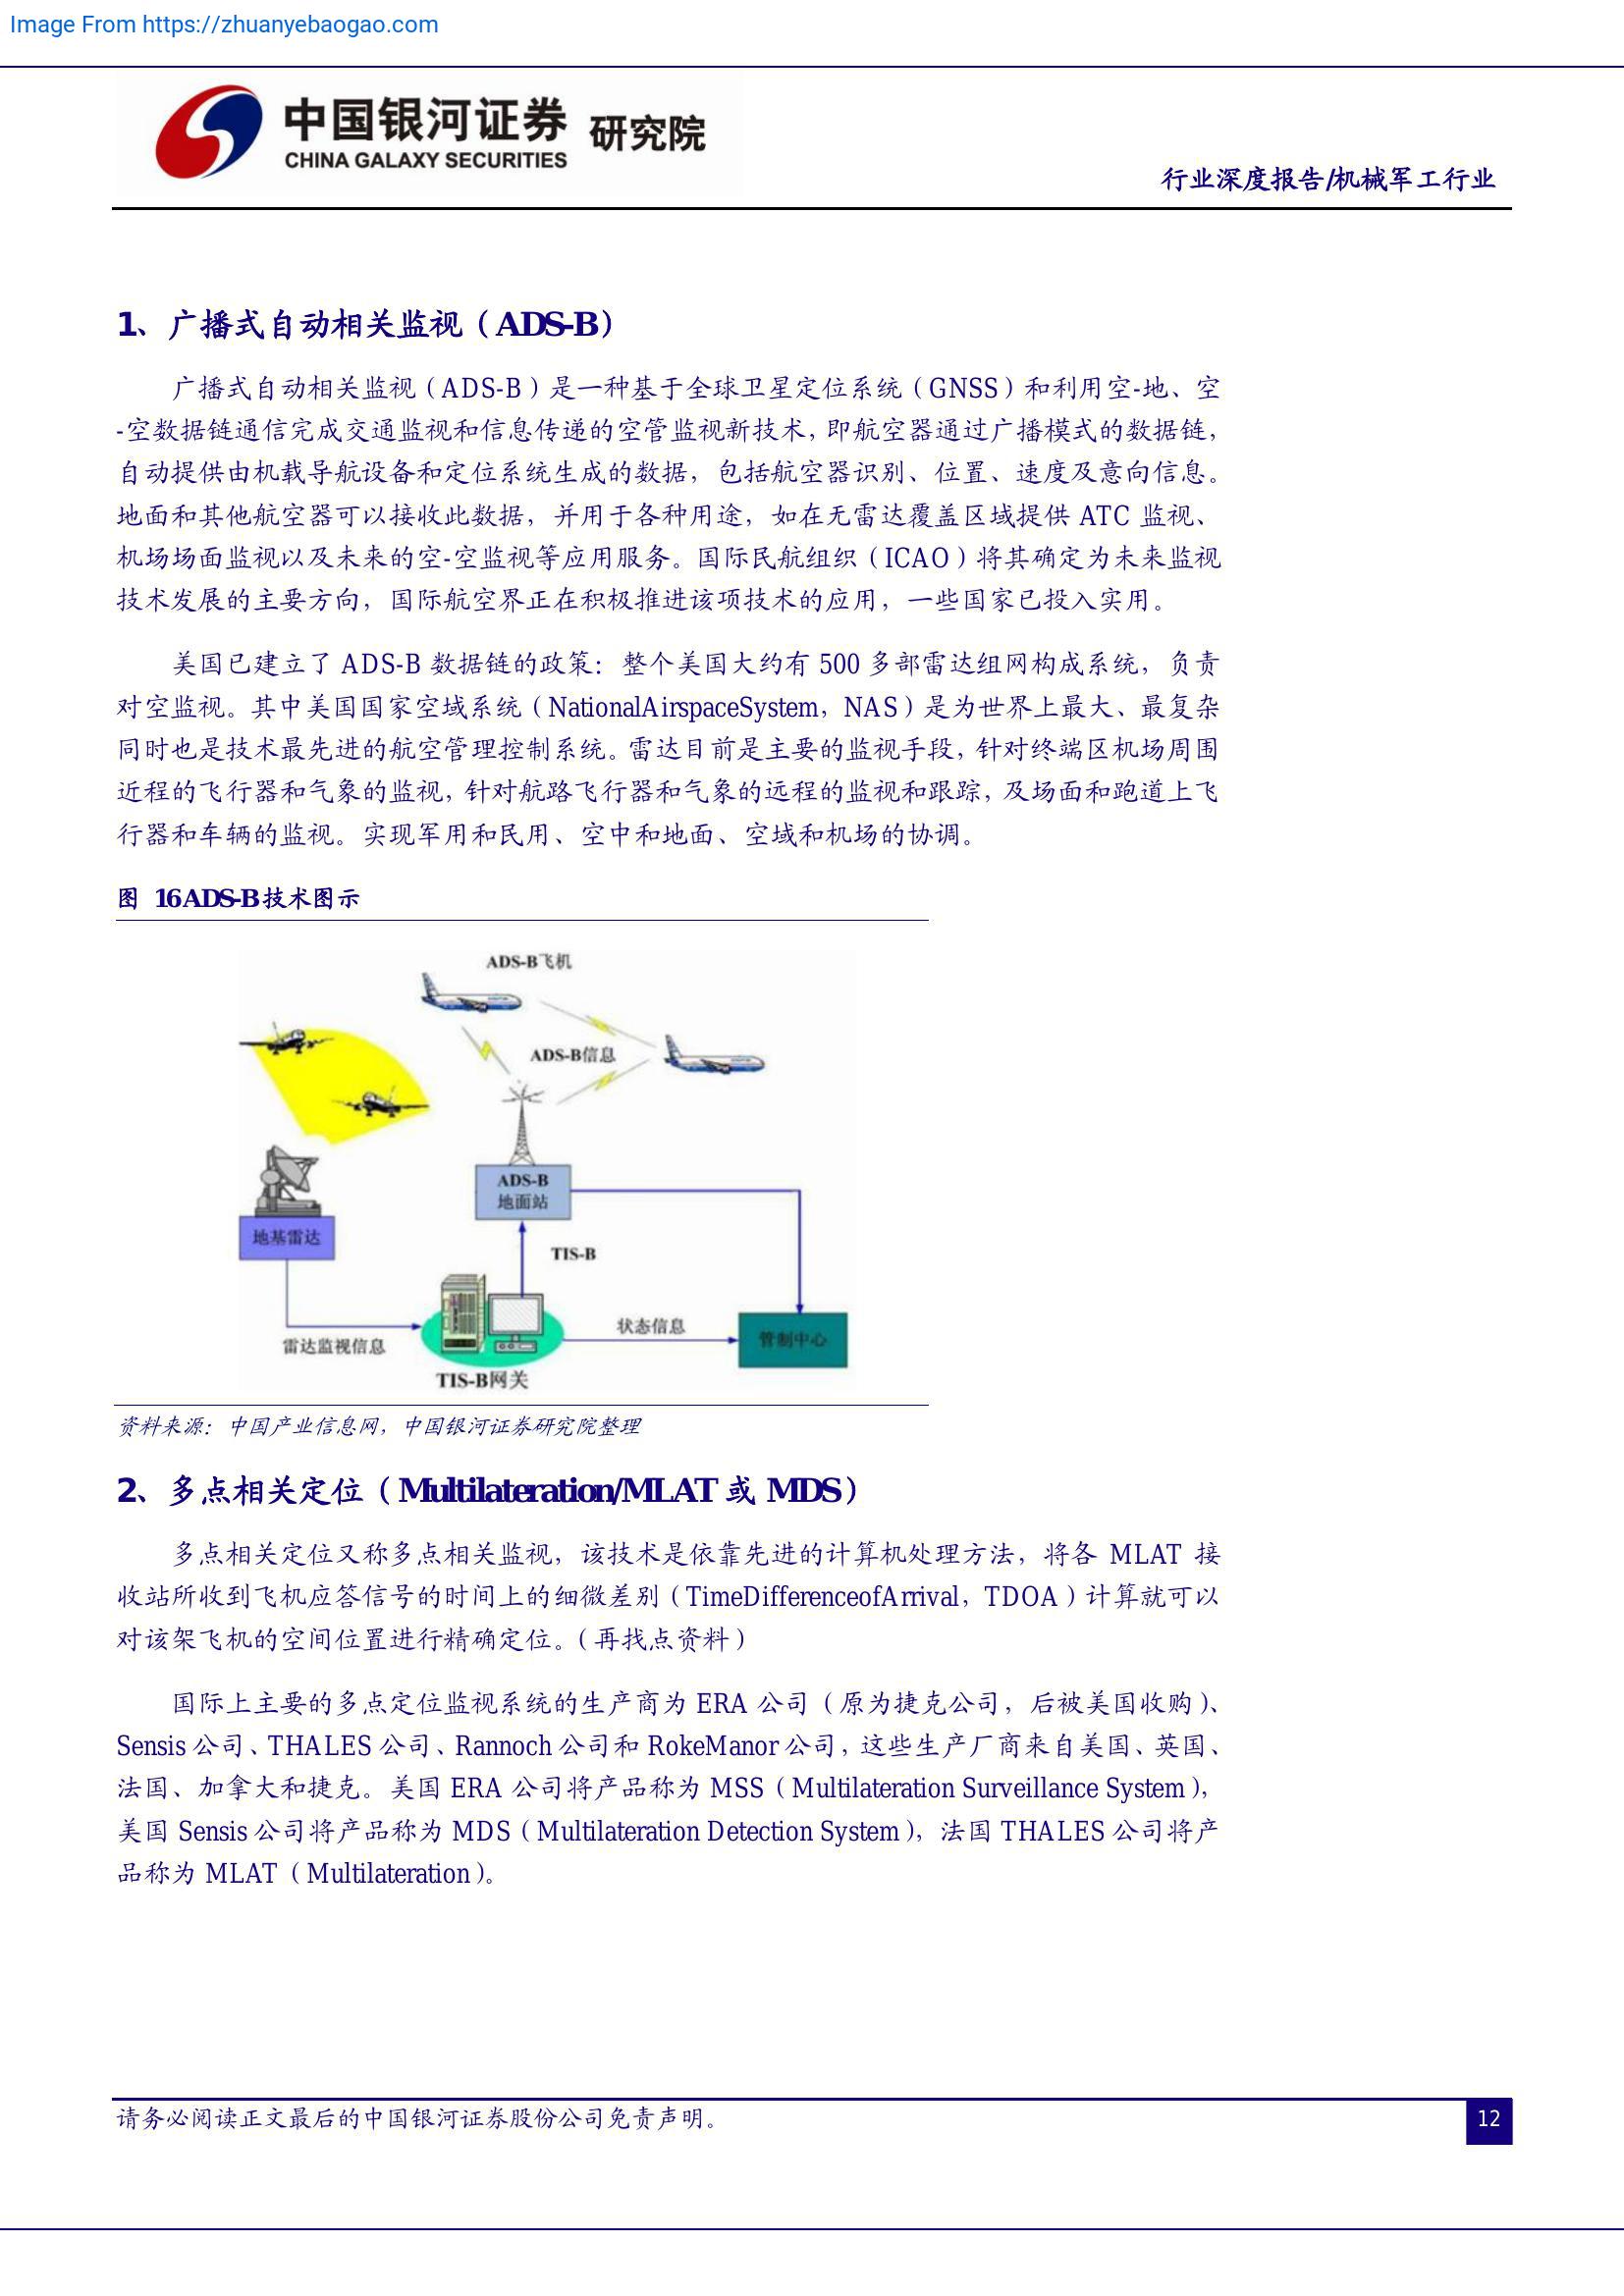 Image From https://zhuanyebaogao.com
中国银河证券 研究院
CHINA GALAXY SECURITIES
行业深度报告/机械军工行业
1、广播式自动相关监视（ADS-B）
广播式自动相关监视（ADS-B）是一种基于全球卫星定位系统（GNSS）和利用空-地、空
-空数据链通信完成交通监视和信息传递的空管监视新技术，即航空器通过广播模式的数据链，
自动提供由机载导航设备和定位系统生成的数据，包括航空器识别、位置、速度及意向信息。
地面和其他航空器可以接收此数据，并用于各种用途，如在无雷达覆盖区域提供 ATC 监视、
机场场面监视以及未来的空-空监视等应用服务。国际民航组织（ICAO）将其确定为未来监视
技术发展的主要方向，国际航空界正在积极推进该项技术的应用，一些国家已投入实用。
美国已建立了 ADS-B 数据链的政策：整个美国大约有 500 多部雷达组网构成系统，负责
对空监视。其中美国国家空域系统（NationalAirspaceSystem，NAS）是为世界上最大、最复杂
同时也是技术最先进的航空管理控制系统。雷达目前是主要的监视手段，针对终端区机场周围
近程的飞行器和气象的监视，针对航路飞行器和气象的远程的监视和跟踪，及场面和跑道上飞
行器和车辆的监视。实现军用和民用、空中和地面、空域和机场的协调。
图 16ADS-B技术图示
ADS-B飞机
ADS-B信息
ADS-B
地面站
地基雷达
TIS-B
状态信息
管制中心
雷达监视信息
TIS-B网关
资料来源：中国产业信息网，中国银河证券研究院整理
2、多点相关定位（Multilateration/MLAT 或 MDS）
多点相关定位又称多点相关监视，该技术是依靠先进的计算机处理方法，将各 MLAT 接
收站所收到飞机应答信号的时间上的细微差别（TimeDifferenceofArrival，TDOA）计算就可以
对该架飞机的空间位置进行精确定位。（再找点资料）
国际上主要的多点定位监视系统的生产商为 ERA 公司（原为捷克公司，后被美国收购）、
Sensis 公司、THALES 公司、Rannoch 公司和 RokeManor 公司，这些生产厂商来自美国、英国、
法国、加拿大和捷克。美国 ERA 公司将产品称为 MSS（Multilateration Surveillance System），
美国 Sensis 公司将产品称为 MDS（Multilateration Detection System），法国 THALES 公司将产
品称为 MLAT（Multilateration）。
请务必阅读正文最后的中国银河证券股份公司免责声明。
12